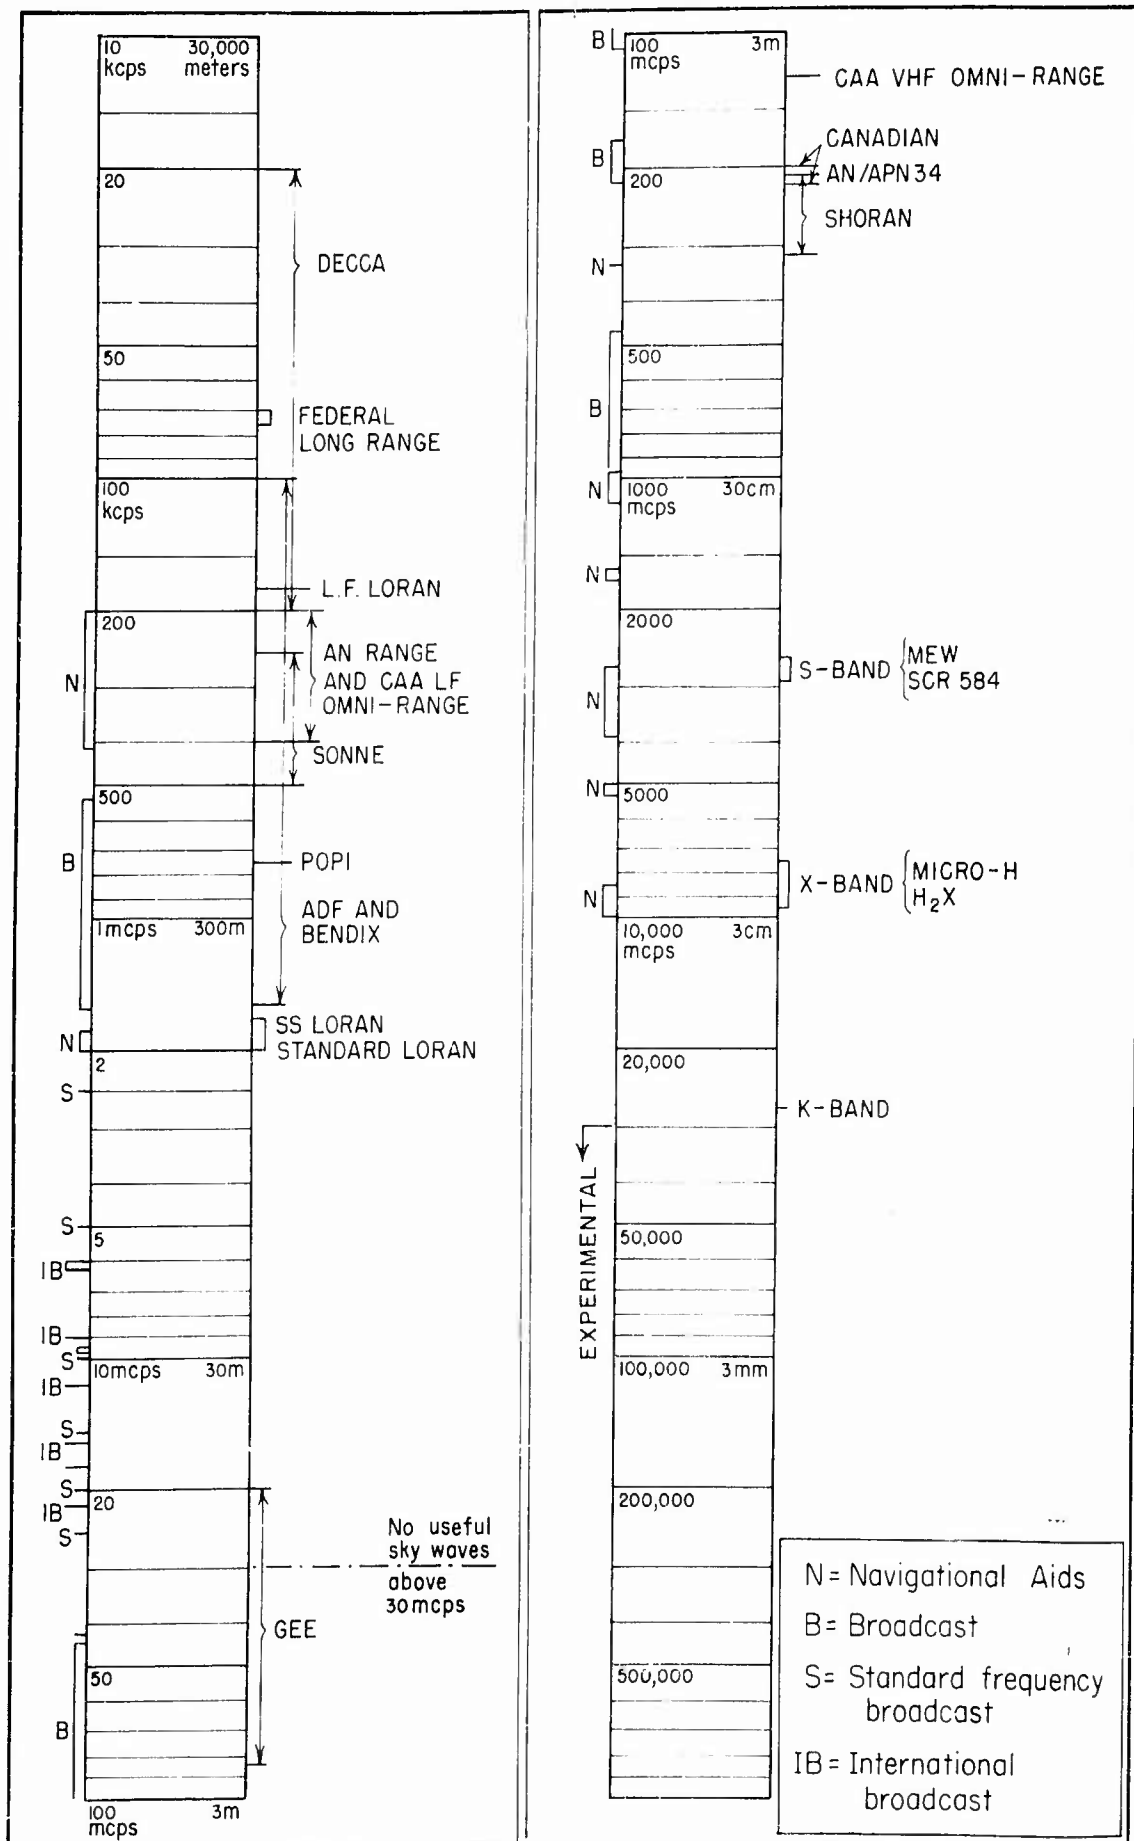 10 30,000
kcps meters
20
DECCA
50
FEDERAL
LONG RANGE
100
kcps
L.F. LORAN
200
AN RANGE
AND CAA LF
OMNI-RANGE
N
SONNE
500
B
POPI
ADF AND
BENDIX
1mcps 300m
SS LORAN
STANDARD LORAN
N
2
S
S
5
IB
IB
S
10mcps 30m
IB
S
IB
S
20
IB
S
No useful
sky waves
above
30mcps
GEE
50
B
100 3m
mcps
B
100 3m
mcps
CAA VHF OMNI-RANGE
CANADIAN
B
AN/APN34
200
SHORAN
N
500
B
N
1000 30cm
mcps
N
2000
S-BAND
MEW
SCR 584
N
N
5000
X-BAND
MICRO-H
H₂X
N
10,000 3cm
mcps
20,000
K-BAND
EXPERIMENTAL
50,000
100,000 3mm
200,000
500,000
N= Navigational Aids
B= Broadcast
S= Standard frequency
broadcast
IB= International
broadcast